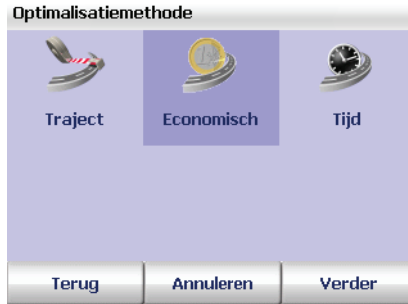 Optimalisatiemethode
Traject Economisch Tijd
Terug Annuleren Verder